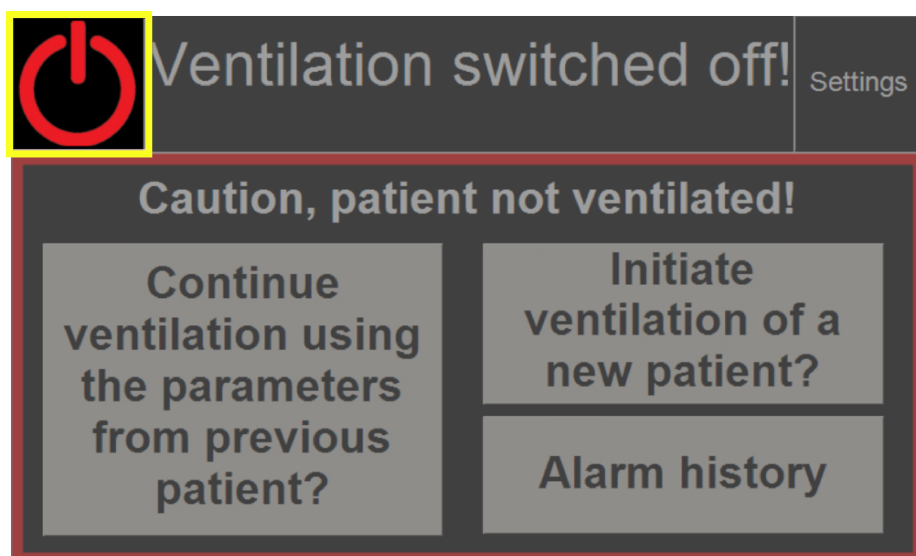 Ventilation switched off!
Settings
Caution, patient not ventilated!
Continue
ventilation using
the parameters
from previous
patient?
Initiate
ventilation of a
new patient?
Alarm history